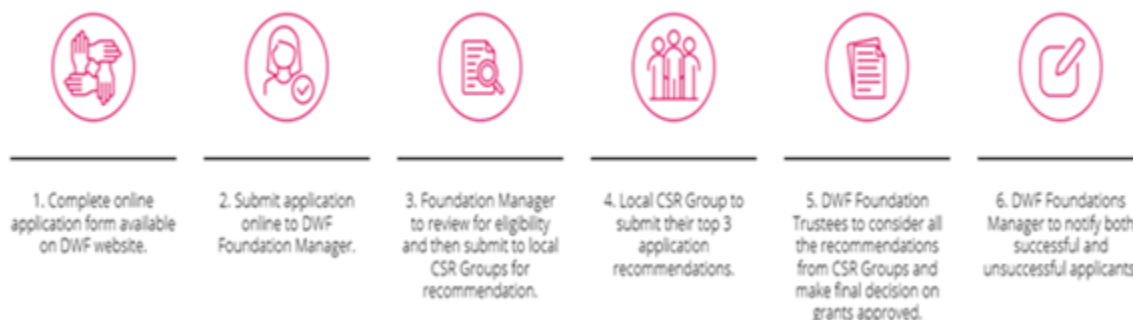 1. Complete online
application form available
on DWF website.
2. Submit application
online to DWF
Foundation Manager.
3. Foundation Manager
to review for eligibility
and then submit to local
CSR Groups for
recommendation.
4. Local CSR Group to
submit their top 3
application
recommendations.
5. DWF Foundation
Trustees to consider all
the recommendations
from CSR Groups and
make final decision on
grants approved.
6. DWF Foundations
Manager to notify both
successful and
unsuccessful applicants